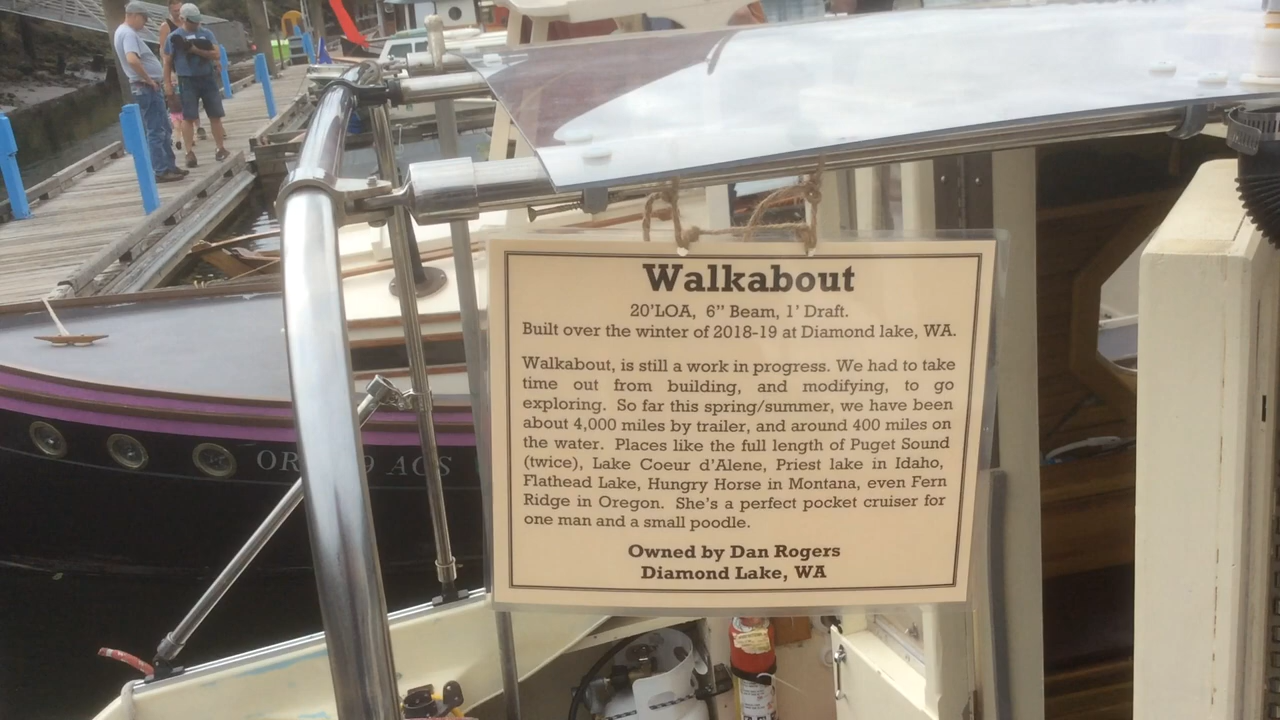 Walkabout
20'LOA, 6" Beam, 1' Draft.
Built over the winter of 2018-19 at Diamond lake, WA.
Walkabout, is still a work in progress. We had to take
time out from building, and modifying, to go
exploring. So far this spring/summer, we have been
about 4,000 miles by trailer, and around 400 miles on
the water. Places like the full length of Puget Sound
(twice), Lake Coeur d'Alene, Priest lake in Idaho,
Flathead Lake, Hungry Horse in Montana, even Fern
Ridge in Oregon. She's a perfect pocket cruiser for
one man and a small poodle.
Owned by Dan Rogers
Diamond Lake, WA